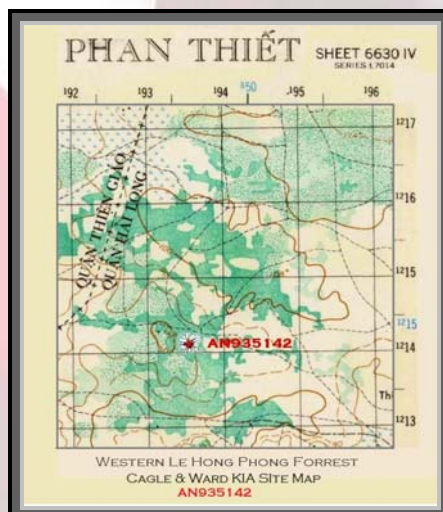 PHAN THIẾT SHEET 6630 IV
SERIES L7014
192 193 850 194 195 196
1217
QUẬN THIỆN GIÁO
QUẬN HẢI LONG
1216
1215
1215
AN935142
1214
Th
1213
WESTERN LE HONG PHONG FORREST
CAGLE & WARD KIA SITE MAP
AN935142